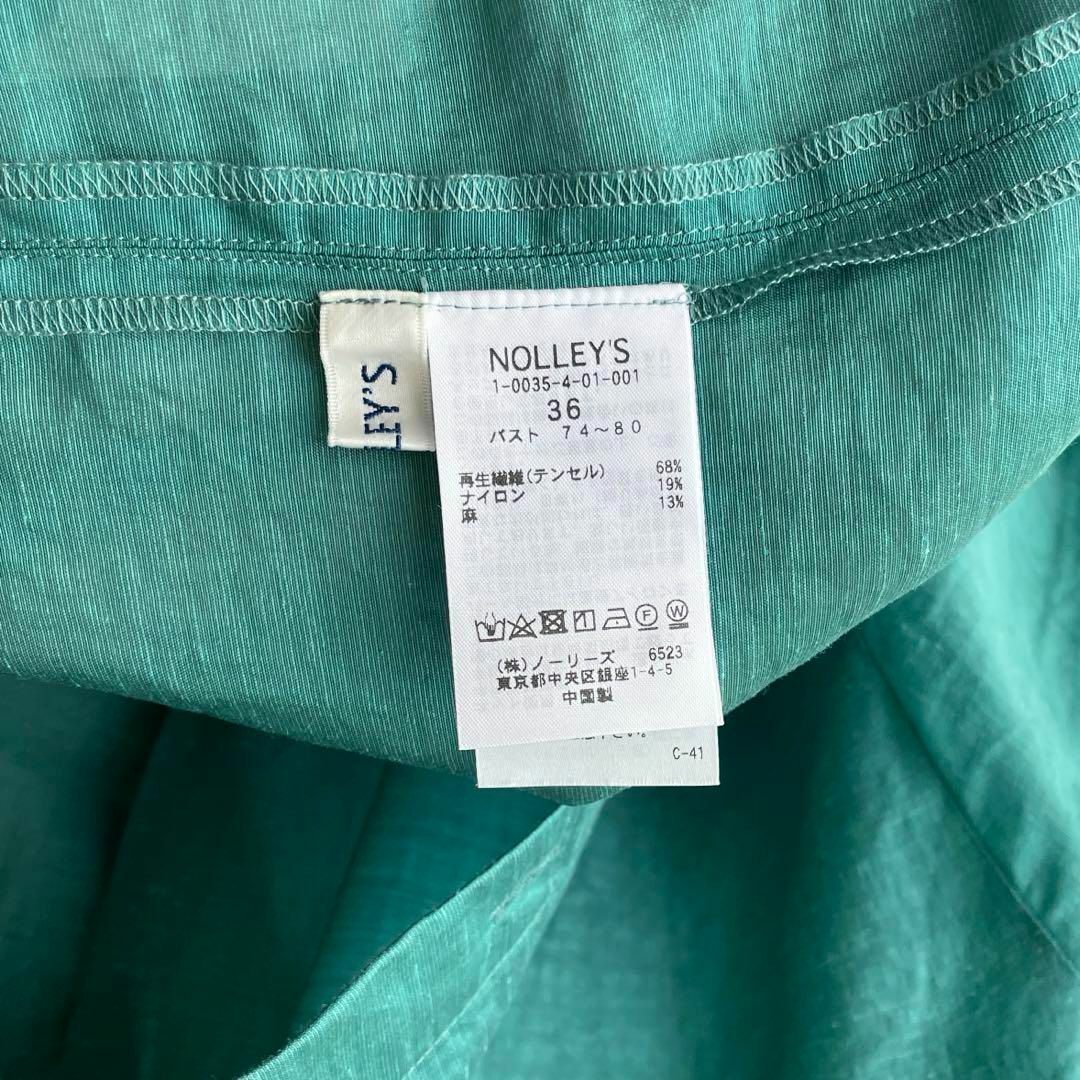 LEY'S
NOLLEY'S
1-0035-4-01-001
36
バスト 74～80
再生繊維(テンセル) 68%
ナイロン 19%
麻 13%
F W
(株)ノーリーズ 6523
東京都中央区銀座1-4-5
中国製
C-41